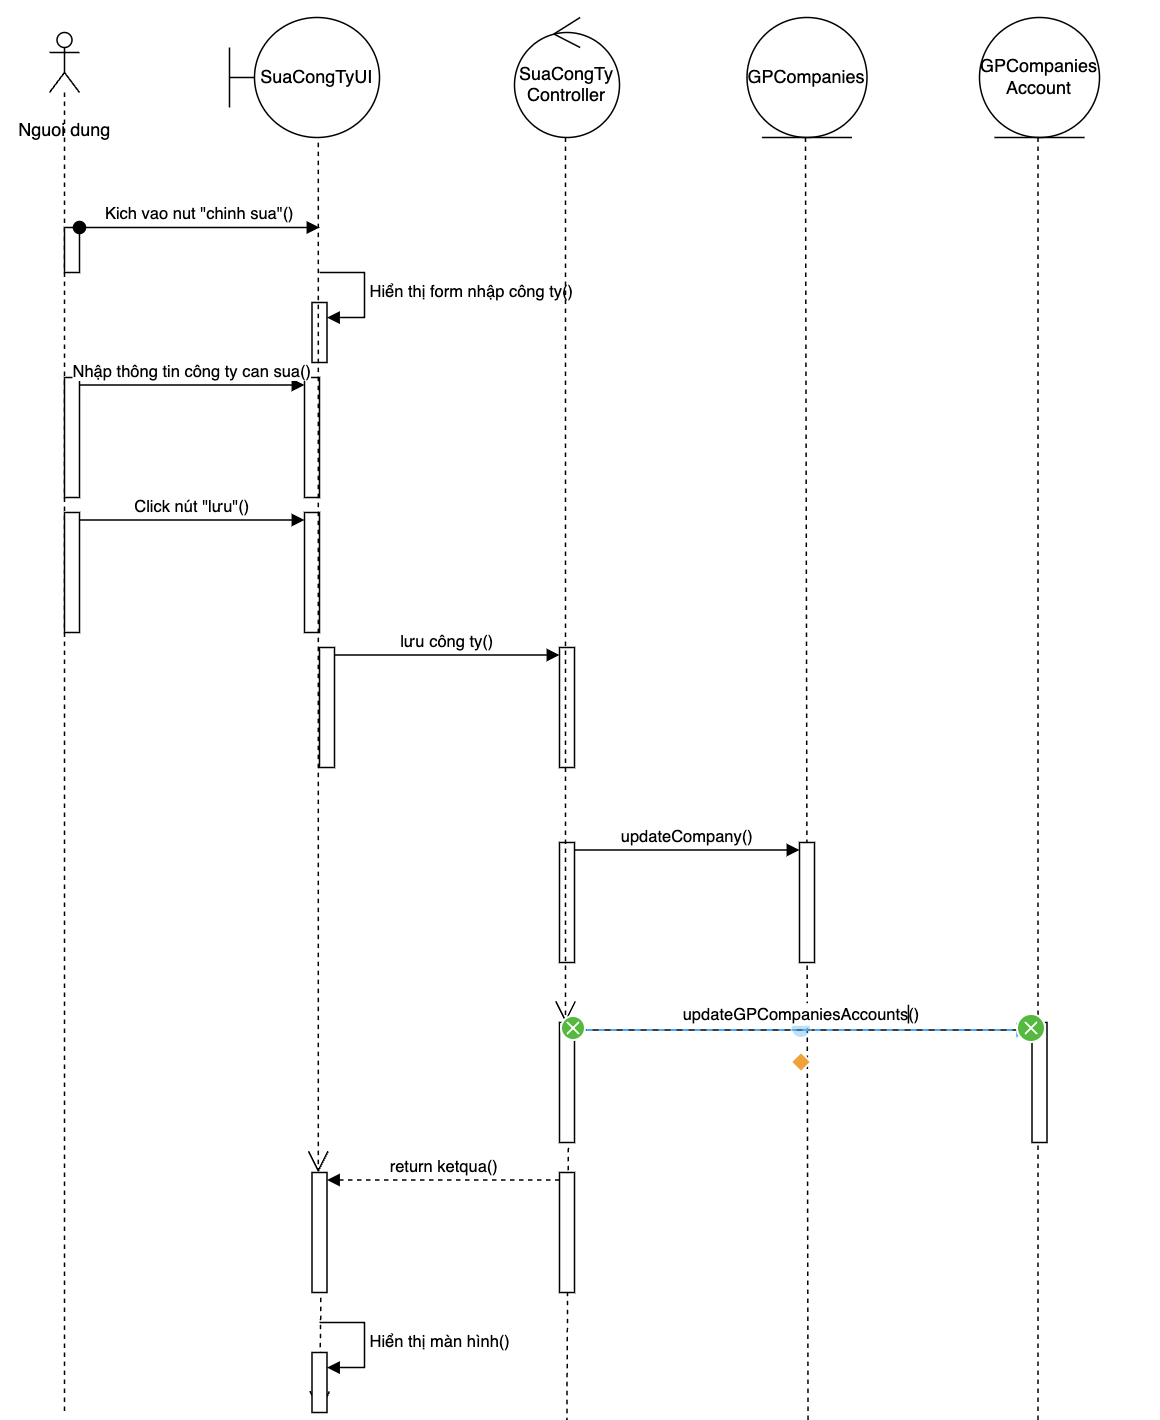 SuaCongTyUI
SuaCongTy
Controller
GPCompanies
GPCompanies
Account
Nguoi dung
Kich vao nut "chinh sua"()
Hiển thị form nhập công ty()
Nhập thông tin công ty can sua()
Click nút "lưu"()
lưu công ty()
updateCompany()
updateGPCompaniesAccounts()
return ketqua()
Hiển thị màn hình()